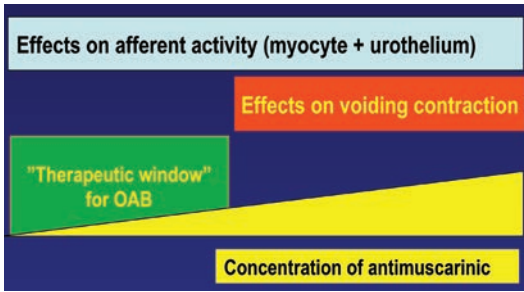 Effects on afferent activity (myocyte + urothelium)
Effects on voiding contraction
”Therapeutic window”
for OAB
Concentration of antimuscarinic